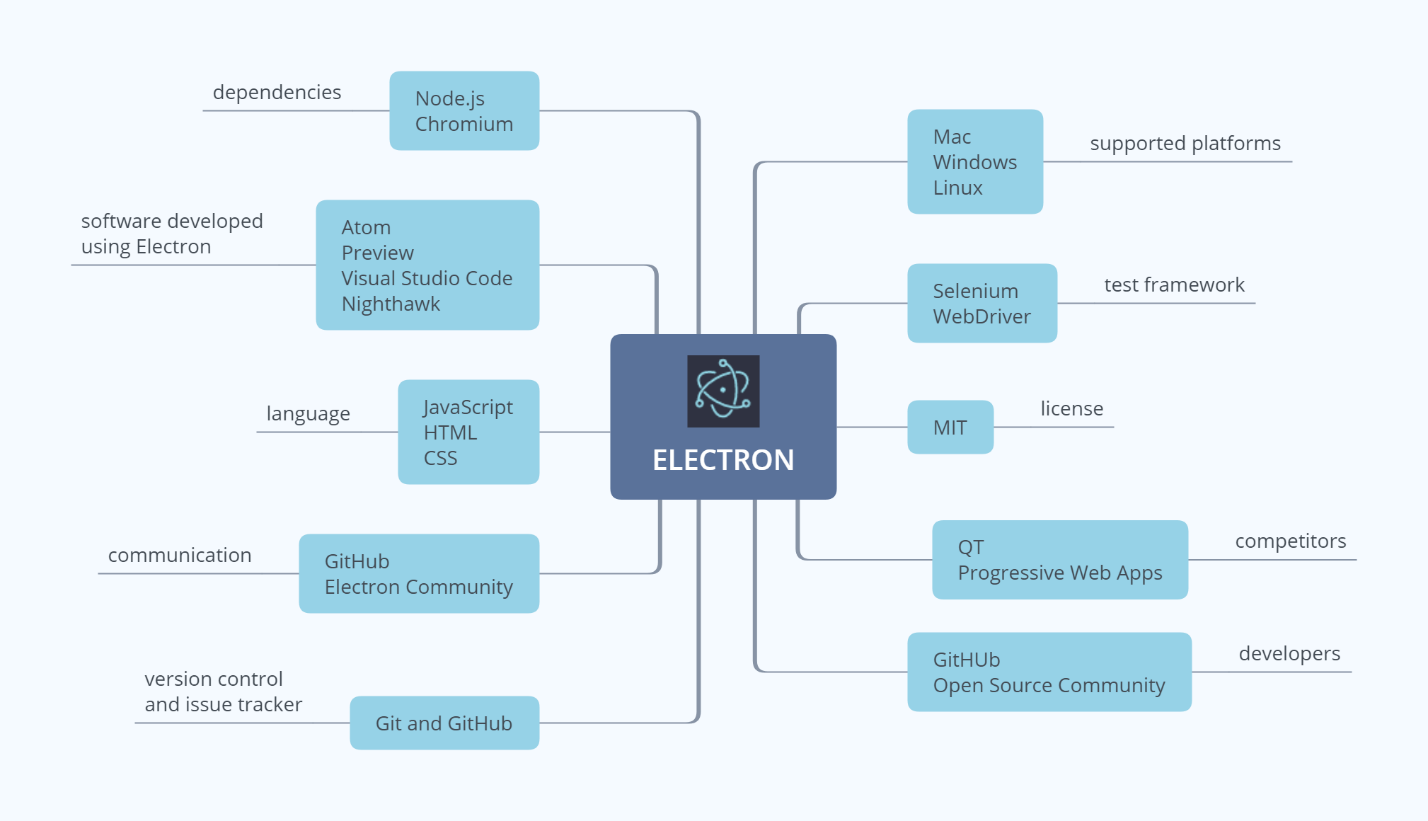 dependencies
Node.js
Chromium
software developed
using Electron
Atom
Preview
Visual Studio Code
Nighthawk
language
JavaScript
HTML
CSS
communication
GitHub
Electron Community
version control
and issue tracker
Git and GitHub
ELECTRON
Mac
Windows
Linux
supported platforms
Selenium
WebDriver
test framework
MIT
license
QT
Progressive Web Apps
competitors
GitHUb
Open Source Community
developers